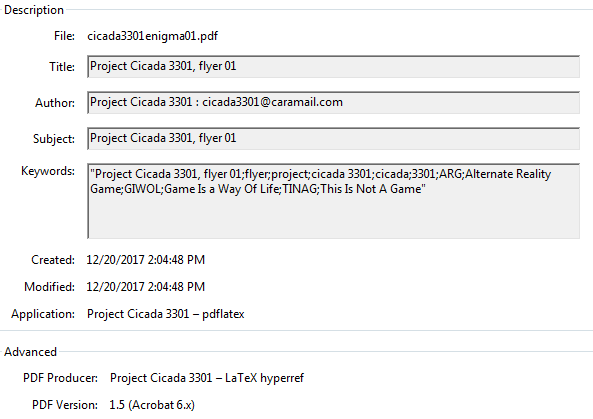 Description
File: cicada3301enigma01.pdf
Title: Project Cicada 3301, flyer 01
Author: Project Cicada 3301 : cicada3301@caramail.com
Subject: Project Cicada 3301, flyer 01
Keywords: "Project Cicada 3301, flyer 01;flyer;project;cicada 3301;cicada;3301;ARG;Alternate Reality
Game;GIWOL;Game Is a Way Of Life;TINAG;This Is Not A Game"
Created: 12/20/2017 2:04:48 PM
Modified: 12/20/2017 2:04:48 PM
Application: Project Cicada 3301 – pdflatex
Advanced
PDF Producer: Project Cicada 3301 – LaTeX hyperref
PDF Version: 1.5 (Acrobat 6.x)